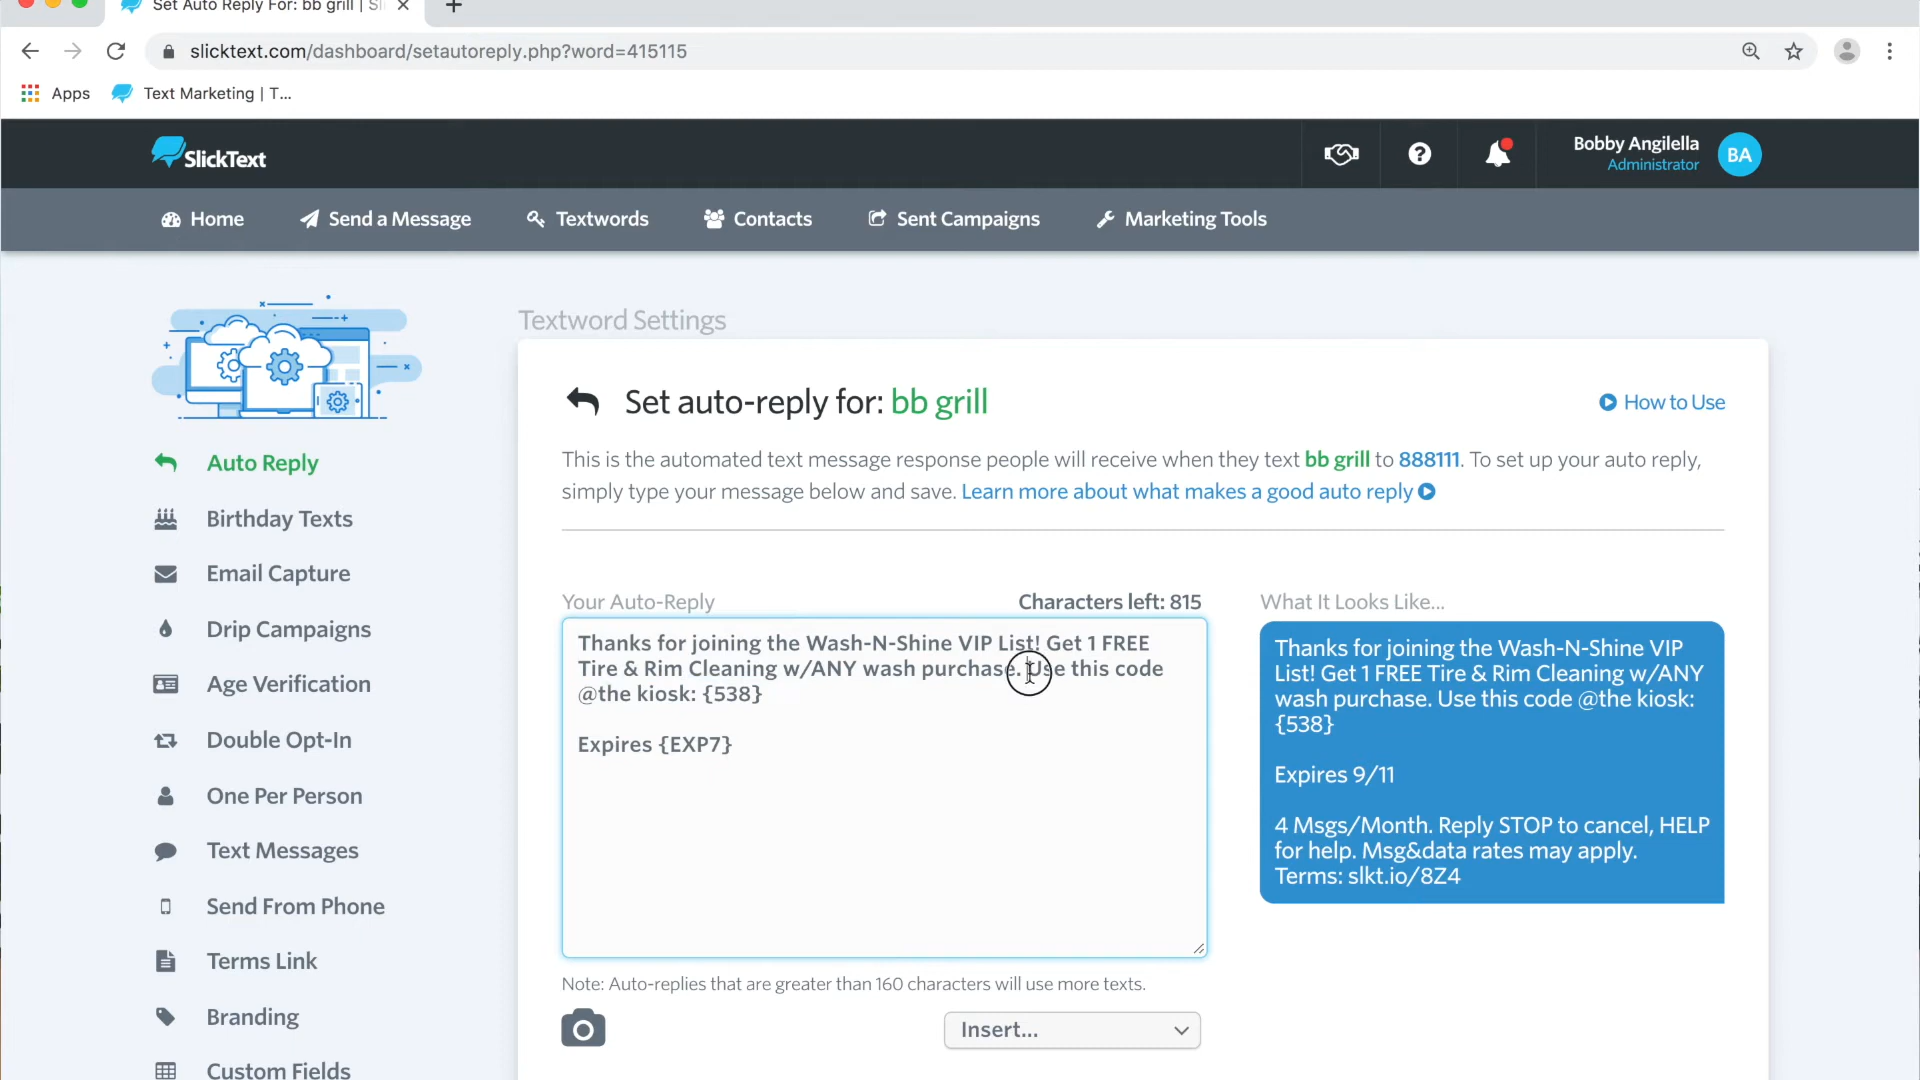 Set Auto Reply For: bb grill | Sli
slicktext.com/dashboard/setautoreply.php?word=415115
Apps
Text Marketing | T...
SlickText
Bobby Angilella
Administrator
BA
Home
Send a Message
Textwords
Contacts
Sent Campaigns
Marketing Tools
Textword Settings
Set auto-reply for: bb grill
How to Use
This is the automated text message response people will receive when they text bb grill to 888111. To set up your auto reply,
simply type your message below and save. Learn more about what makes a good auto reply
Auto Reply
Birthday Texts
Email Capture
Drip Campaigns
Age Verification
Double Opt-In
One Per Person
Text Messages
Send From Phone
Terms Link
Branding
Custom Fields
Your Auto-Reply
Characters left: 815
Thanks for joining the Wash-N-Shine VIP List! Get 1 FREE
Tire & Rim Cleaning w/ANY wash purchase. Use this code
@the kiosk: {538}
Expires {EXP7}
Note: Auto-replies that are greater than 160 characters will use more texts.
Insert...
What It Looks Like...
Thanks for joining the Wash-N-Shine VIP
List! Get 1 FREE Tire & Rim Cleaning w/ANY
wash purchase. Use this code @the kiosk:
{538}
Expires 9/11
4 Msgs/Month. Reply STOP to cancel, HELP
for help. Msg&data rates may apply.
Terms: slkt.io/8Z4